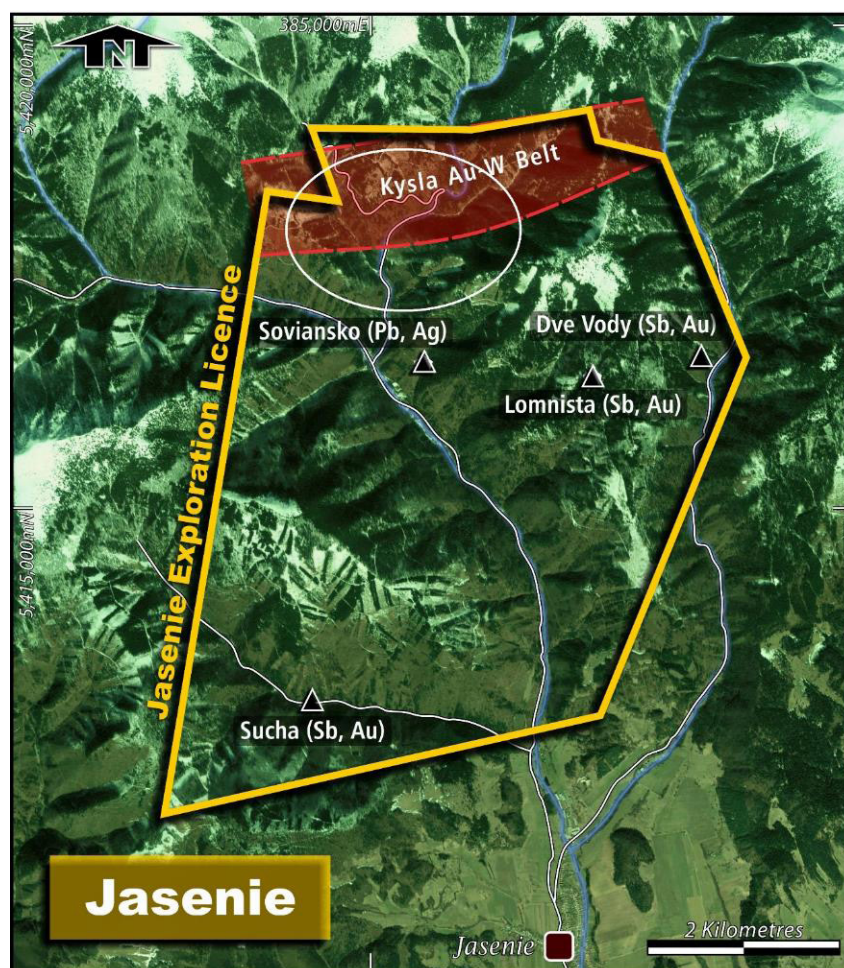 385,000mE
N
5,420,000mN
Kysla Au-W Belt
Soviansko (Pb, Ag)
Dve Vody (Sb, Au)
Lomnista (Sb, Au)
Jasenie Exploration Licence
5,415,000mN
Sucha (Sb, Au)
Jasenie
2 Kilometres
Jasenie